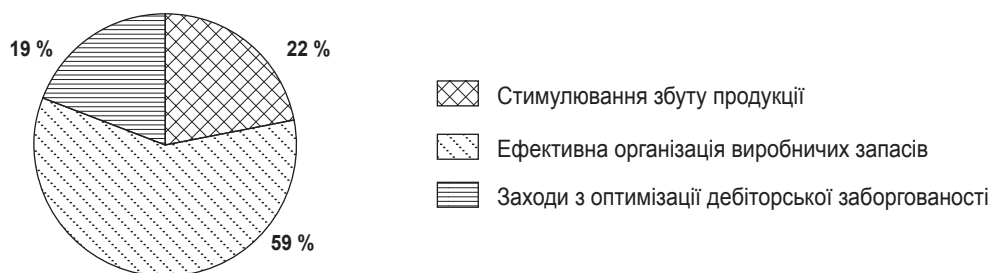 19 %
22 %
Стимулювання збуту продукції
Ефективна організація виробничих запасів
Заходи з оптимізації дебіторської заборгованості
59 %